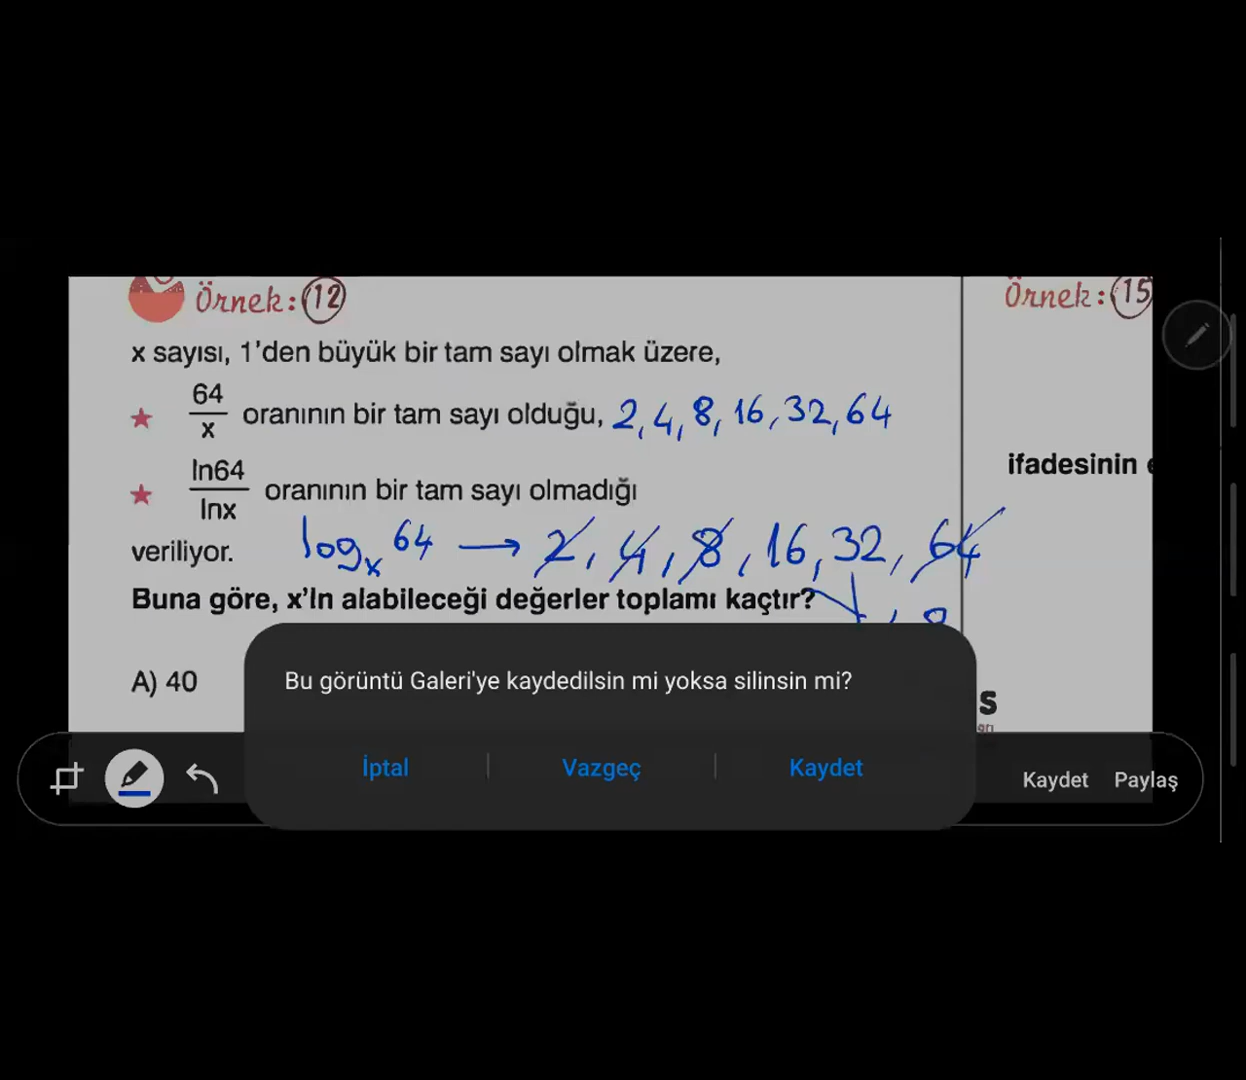 Örnek: 12
x sayısı, 1'den büyük bir tam sayı olmak üzere,
★ 64/x oranının bir tam sayı olduğu, 2, 4, 8, 16, 32, 64
★ ln64/lnx oranının bir tam sayı olmadığı
veriliyor. logₓ 64 → 2, 4, 8, 16, 32, 64
Buna göre, x'ln alabileceği değerler toplamı kaçtır?
A) 40
Örnek: 15
ifadesinin
S
Bu görüntü Galeri'ye kaydedilsin mi yoksa silinsin mi?
İptal | Vazgeç | Kaydet
Kaydet Paylaş